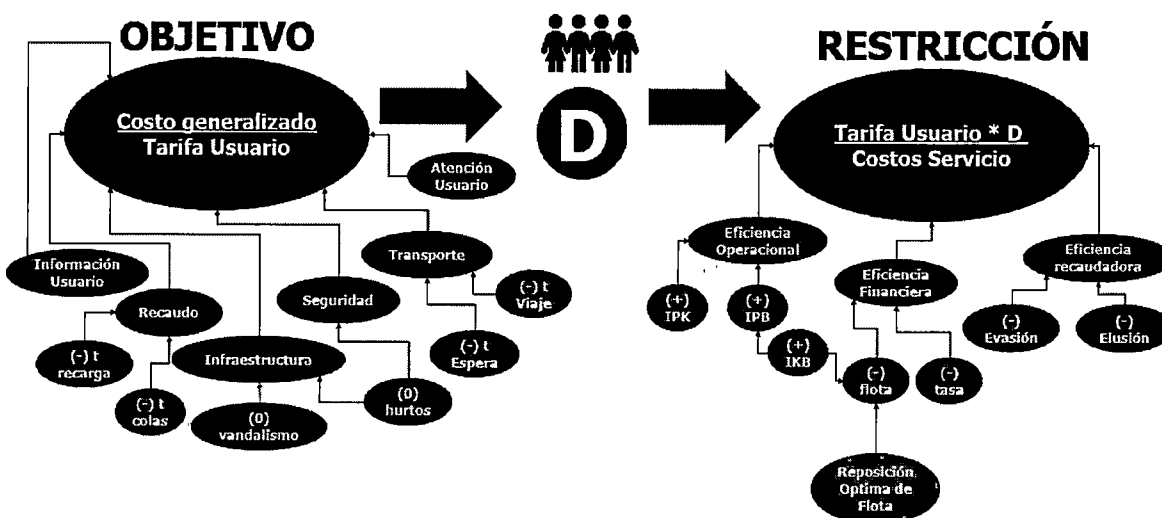 OBJETIVO
RESTRICCIÓN
Costo generalizado
Tarifa Usuario
D
Tarifa Usuario * D
Costos Servicio
Atención
Usuario
Información
Usuario
Recaudo
(-) t
recarga
(-) t
colas
Infraestructura
(0)
vandalismo
Seguridad
(0)
hurtos
Transporte
(-) t
Viaje
(-) t
Espera
Eficiencia
Operacional
(+)
IPK
(+)
IPB
(+)
IKB
Eficiencia
Financiera
(-)
flota
(-)
tasa
Reposición
Optima de
Flota
Eficiencia
recaudadora
(-)
Evasión
(-)
Elusión